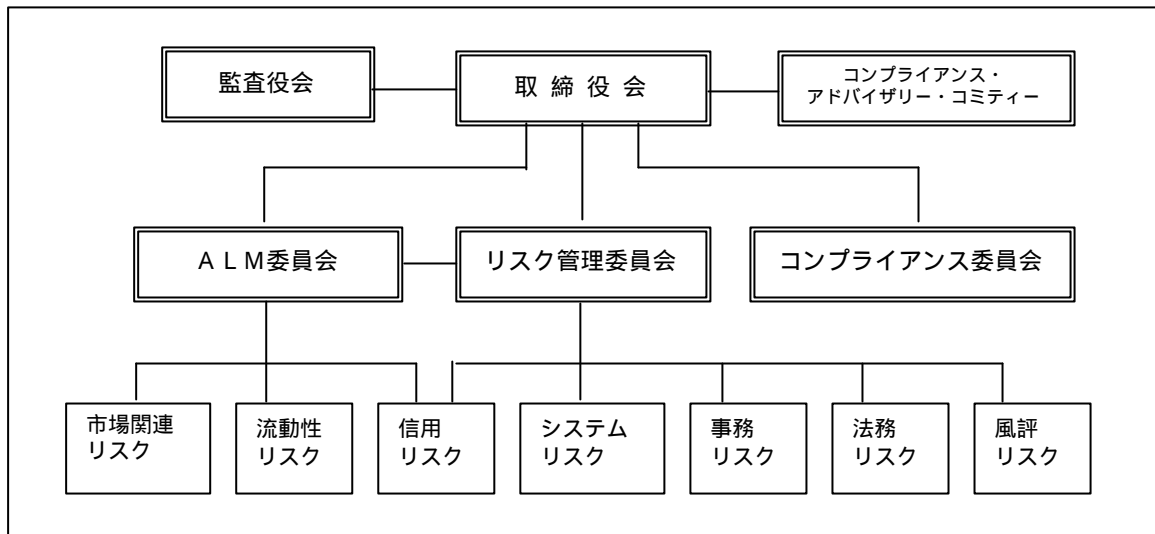 監査役会
取 締 役 会
コンプライアンス・
アドバイザリー・コミティー
ＡＬＭ委員会
リスク管理委員会
コンプライアンス委員会
市場関連
リスク
流動性
リスク
信用
リスク
システム
リスク
事務
リスク
法務
リスク
風評
リスク